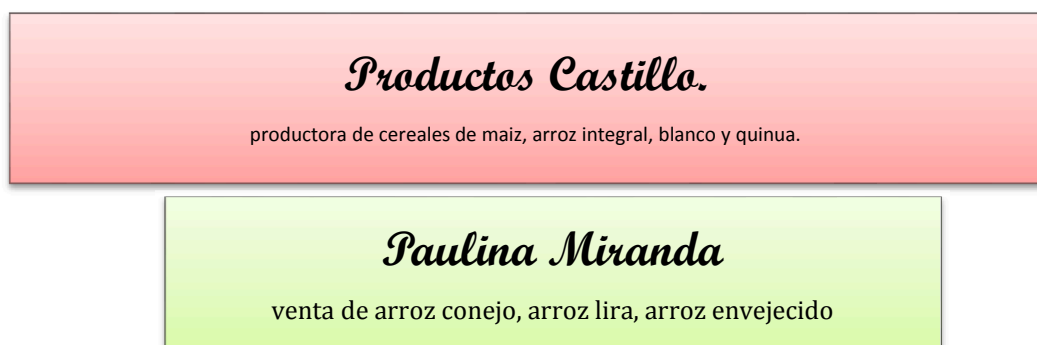 Productos Castillo.
productora de cereales de maiz, arroz integral, blanco y quinua.
Paulina Miranda
venta de arroz conejo, arroz lira, arroz envejecido